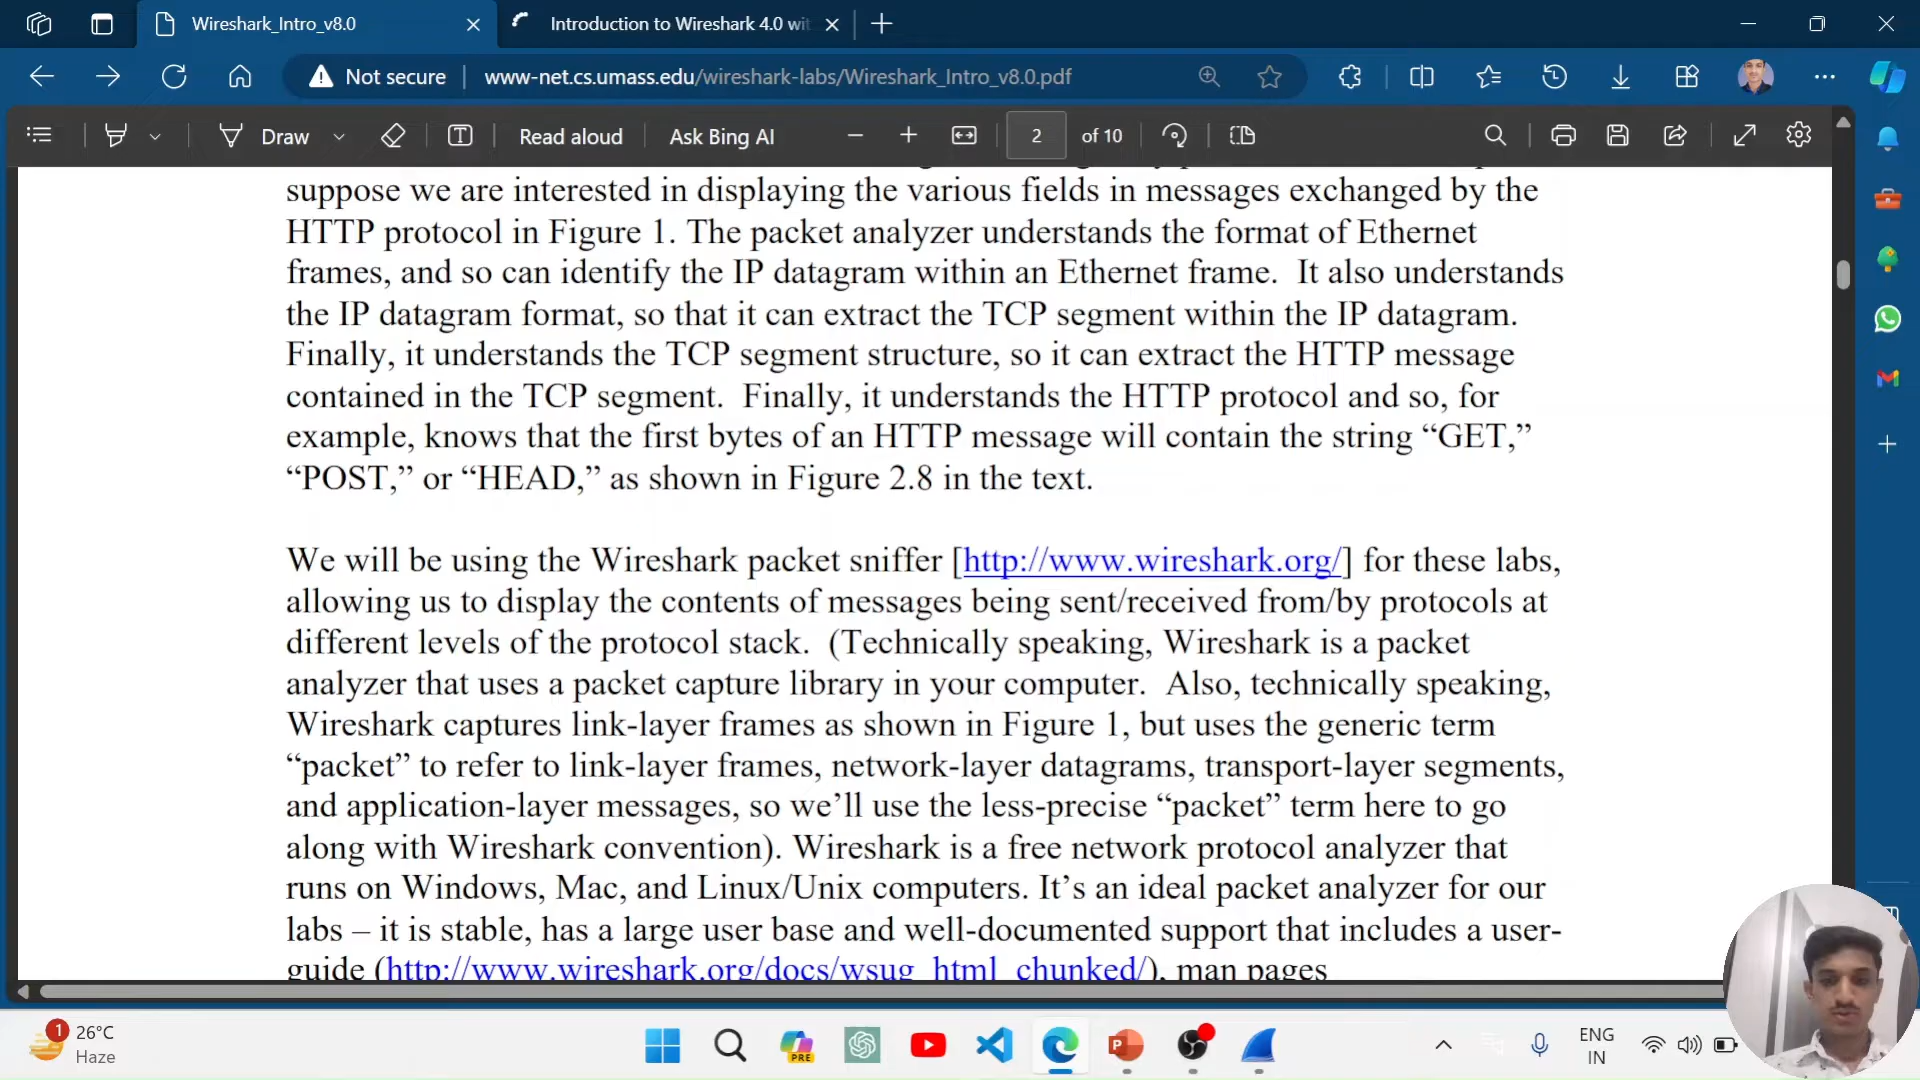 Wireshark_Intro_v8.0
Introduction to Wireshark 4.0 wit
Not secure
www-net.cs.umass.edu/wireshark-labs/Wireshark_Intro_v8.0.pdf
Draw
Read aloud
Ask Bing AI
2
of 10
suppose we are interested in displaying the various fields in messages exchanged by the
HTTP protocol in Figure 1. The packet analyzer understands the format of Ethernet
frames, and so can identify the IP datagram within an Ethernet frame. It also understands
the IP datagram format, so that it can extract the TCP segment within the IP datagram.
Finally, it understands the TCP segment structure, so it can extract the HTTP message
contained in the TCP segment. Finally, it understands the HTTP protocol and so, for
example, knows that the first bytes of an HTTP message will contain the string “GET,”
“POST,” or “HEAD,” as shown in Figure 2.8 in the text.
We will be using the Wireshark packet sniffer [http://www.wireshark.org/] for these labs,
allowing us to display the contents of messages being sent/received from/by protocols at
different levels of the protocol stack. (Technically speaking, Wireshark is a packet
analyzer that uses a packet capture library in your computer. Also, technically speaking,
Wireshark captures link-layer frames as shown in Figure 1, but uses the generic term
“packet” to refer to link-layer frames, network-layer datagrams, transport-layer segments,
and application-layer messages, so we’ll use the less-precise “packet” term here to go
along with Wireshark convention). Wireshark is a free network protocol analyzer that
runs on Windows, Mac, and Linux/Unix computers. It’s an ideal packet analyzer for our
labs – it is stable, has a large user base and well-documented support that includes a user-
guide (http://www.wireshark.org/docs/wsug_html_chunked/), man pages
1
26°C
Haze
PRE
ENG
IN